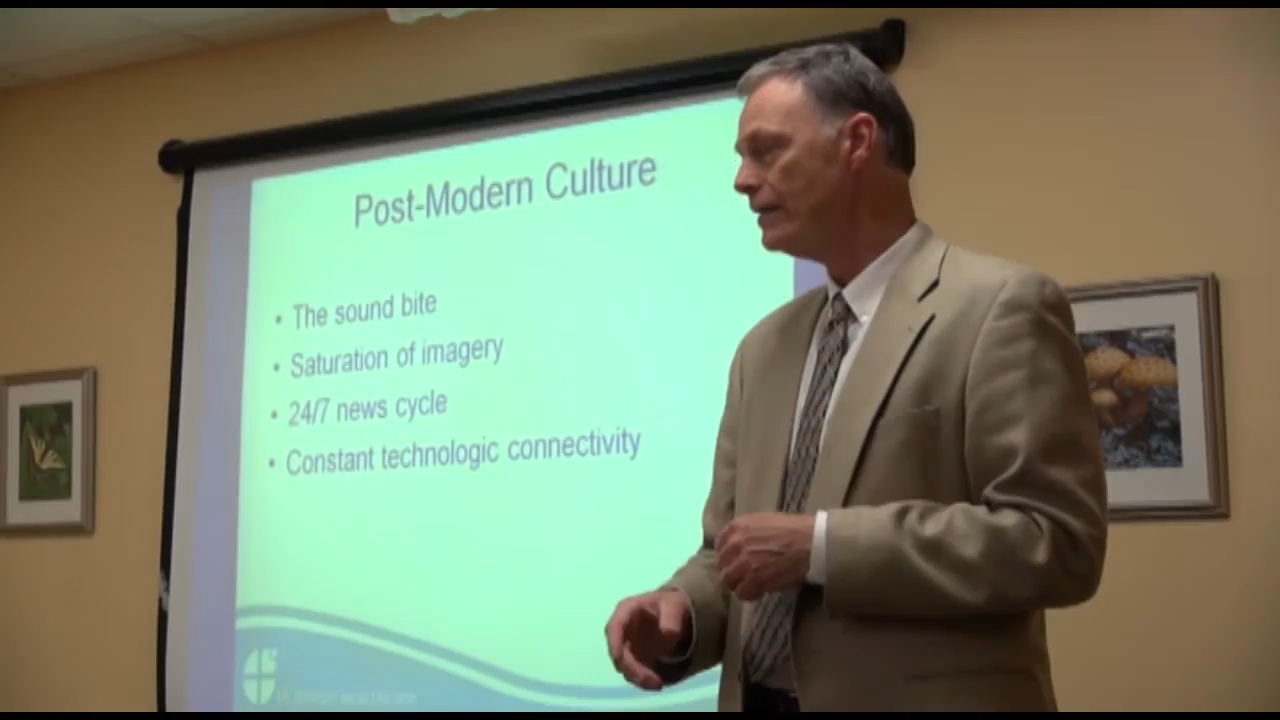 Post-Modern Culture
• The sound bite
• Saturation of imagery
• 24/7 news cycle
• Constant technologic connectivity